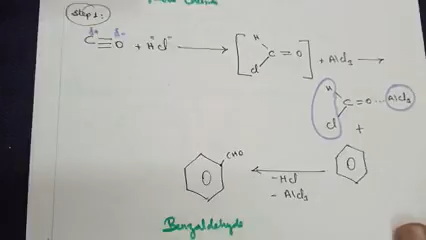 Step 1:
C≡O + HCl → [H Cl C=O] + AlCl3 →
δ+ δ-
H Cl C=O ... AlCl3
+
CHO
-HCl
-AlCl3
Benzaldehyde